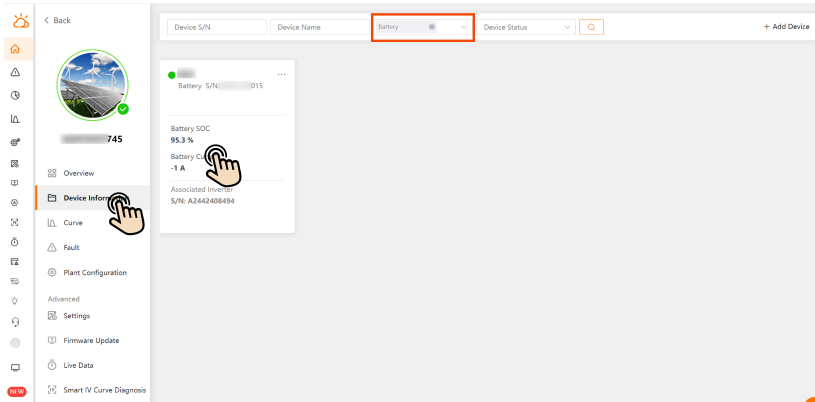 Back
Device S/N
Device Name
Battery
Device Status
+ Add Device
745
Battery S/N: 015
Battery SOC
95.3 %
Battery Cu
-1 A
Associated Inverter
S/N: A2442408494
Overview
Device Inform
Curve
Fault
Plant Configuration
Advanced
Settings
Firmware Update
Live Data
Smart IV Curve Diagnosis
NEW